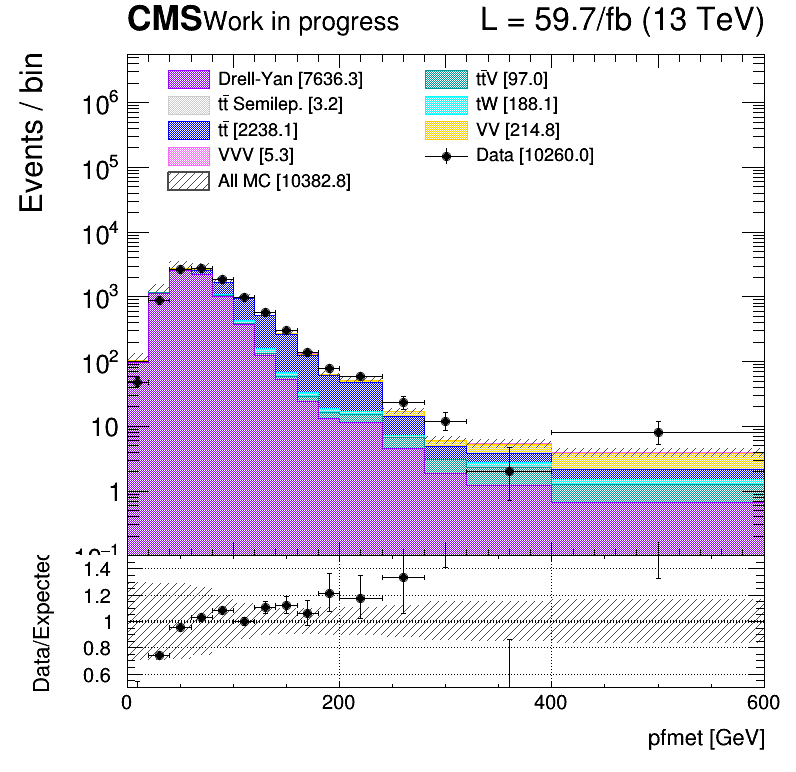 CMS Work in progress L = 59.7/fb (13 TeV)
Events / bin
Drell-Yan [7636.3]
tt̄V [97.0]
tt̄ Semilep. [3.2]
tW [188.1]
tt̄ [2238.1]
VV [214.8]
VVV [5.3]
Data [10260.0]
All MC [10382.8]
10⁶
10⁵
10⁴
10³
10²
10
1
10⁻¹
Data/Expected
1.4
1.2
1
0.8
0.6
0 200 400 600
pfmet [GeV]